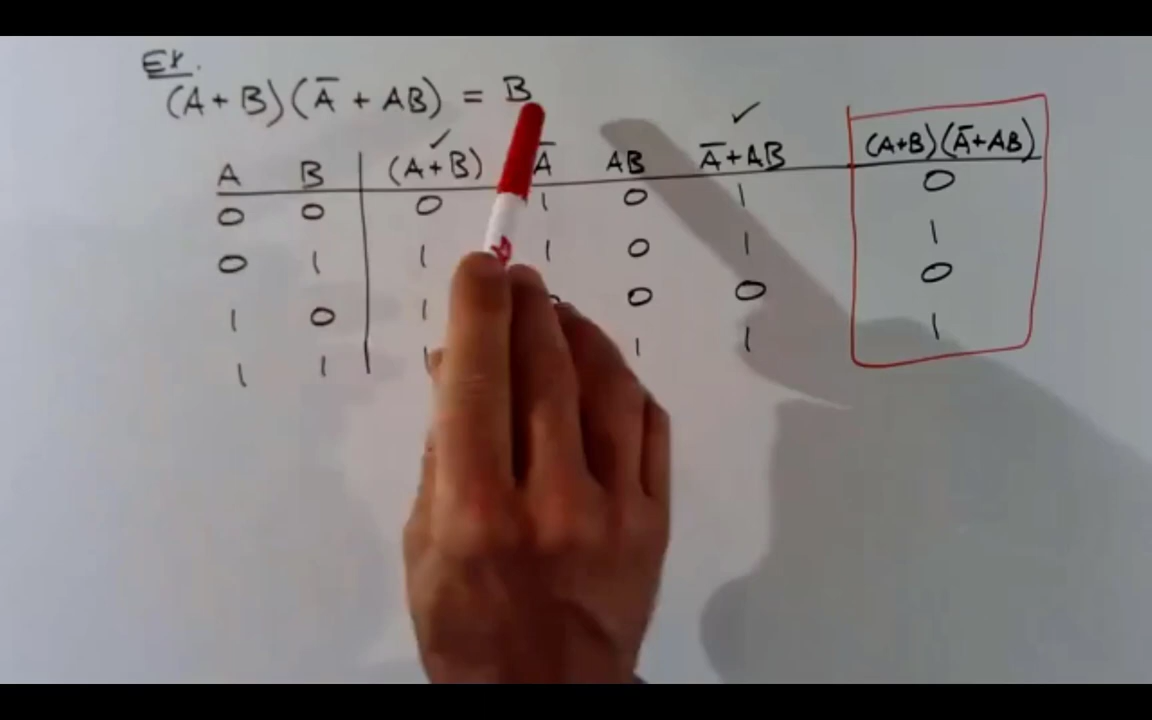 Ex.
(A+B)(A̅ + AB) = B
A B (A+B) A̅ AB A̅+AB (A+B)(A̅+AB)
0 0 0 1 0 1 0
0 1 1 1 0 1 1
1 0 1 0 0 0
1 1 1 1 1